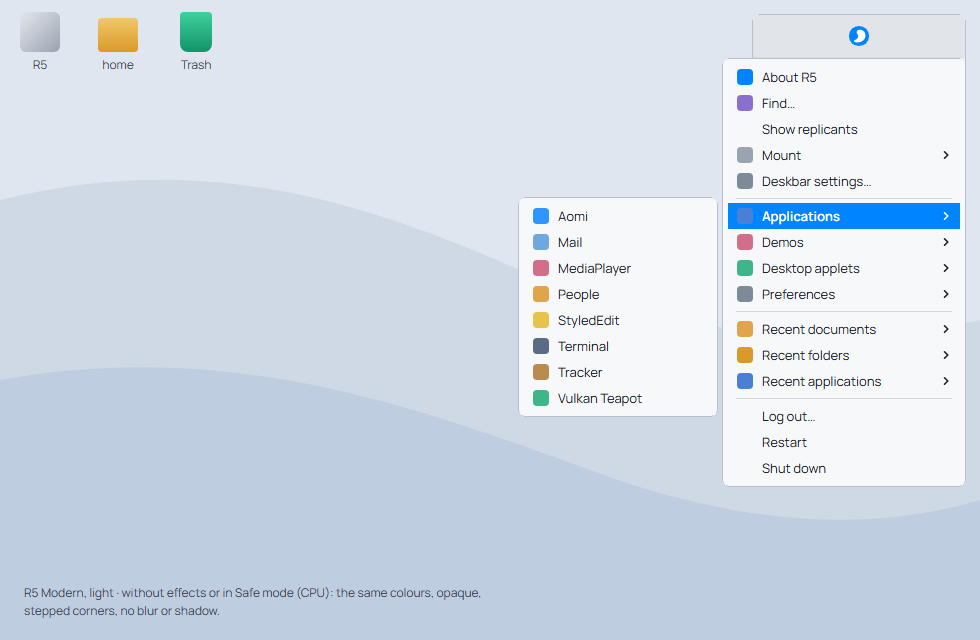 R5
home
Trash
About R5
Find...
Show replicants
Mount
Deskbar settings...
Applications
Demos
Desktop applets
Preferences
Recent documents
Recent folders
Recent applications
Log out...
Restart
Shut down
Aomi
Mail
MediaPlayer
People
StyledEdit
Terminal
Tracker
Vulkan Teapot
R5 Modern, light · without effects or in Safe mode (CPU): the same colours, opaque,
stepped corners, no blur or shadow.